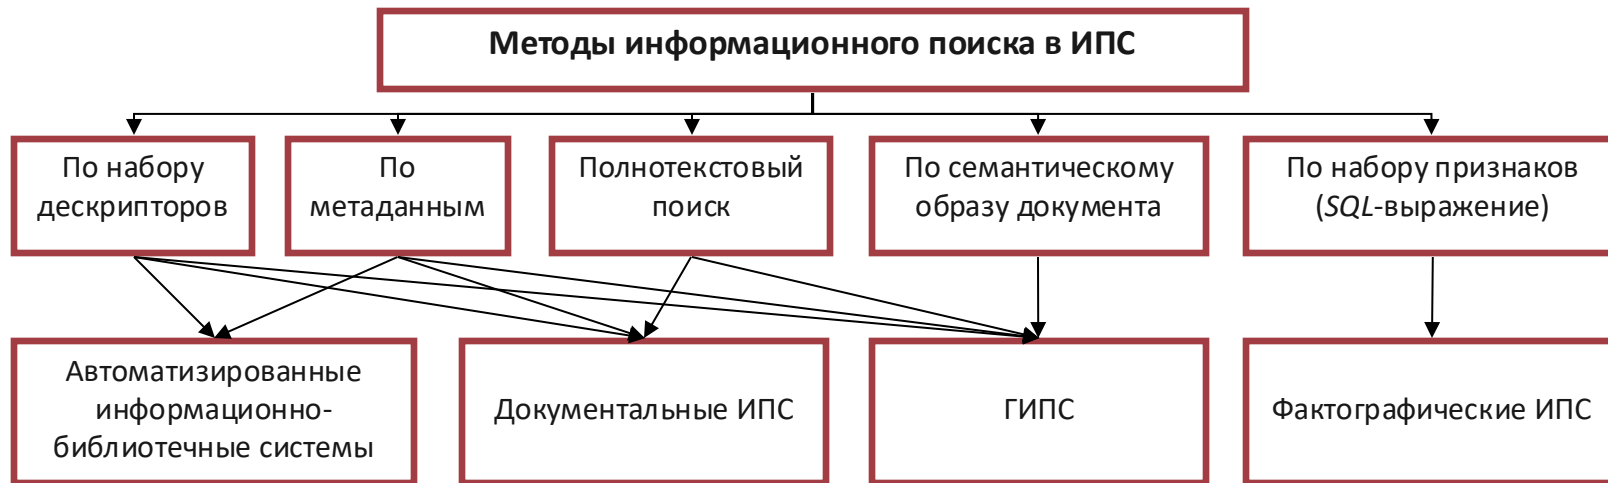 Методы информационного поиска в ИПС
По набору
дескрипторов
По
метаданным
Полнотекстовый
поиск
По семантическому
образу документа
По набору признаков
(SQL-выражение)
Автоматизированные
информационно-
библиотечные системы
Документальные ИПС
ГИПС
Фактографические ИПС